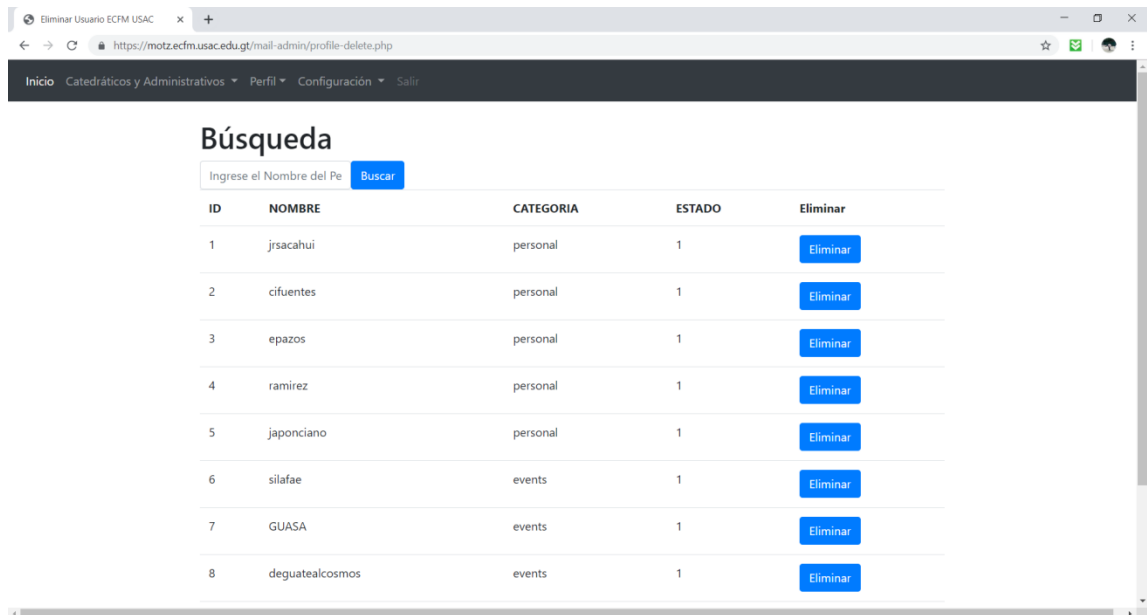 Eliminar Usuario ECFM USAC
https://motz.ecfm.usac.edu.gt/mail-admin/profile-delete.php
Inicio Catedráticos y Administrativos Perfil Configuración Salir
Búsqueda
Ingrese el Nombre del Pe Buscar
ID NOMBRE CATEGORIA ESTADO Eliminar
1 jrsacahui personal 1 Eliminar
2 cifuentes personal 1 Eliminar
3 epazos personal 1 Eliminar
4 ramirez personal 1 Eliminar
5 japonciano personal 1 Eliminar
6 silafae events 1 Eliminar
7 GUASA events 1 Eliminar
8 deguatealcosmos events 1 Eliminar